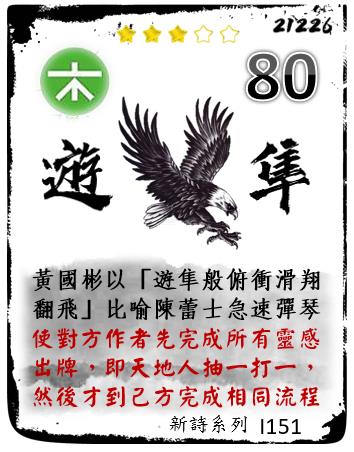 21226
木
80
遊 隼
黃國彬以「遊隼般俯衝滑翔
翻飛」比喻陳蕾士急速彈琴
使對方作者先完成所有靈感
出牌，即天地人抽一打一，
然後才到己方完成相同流程
新詩系列 I151